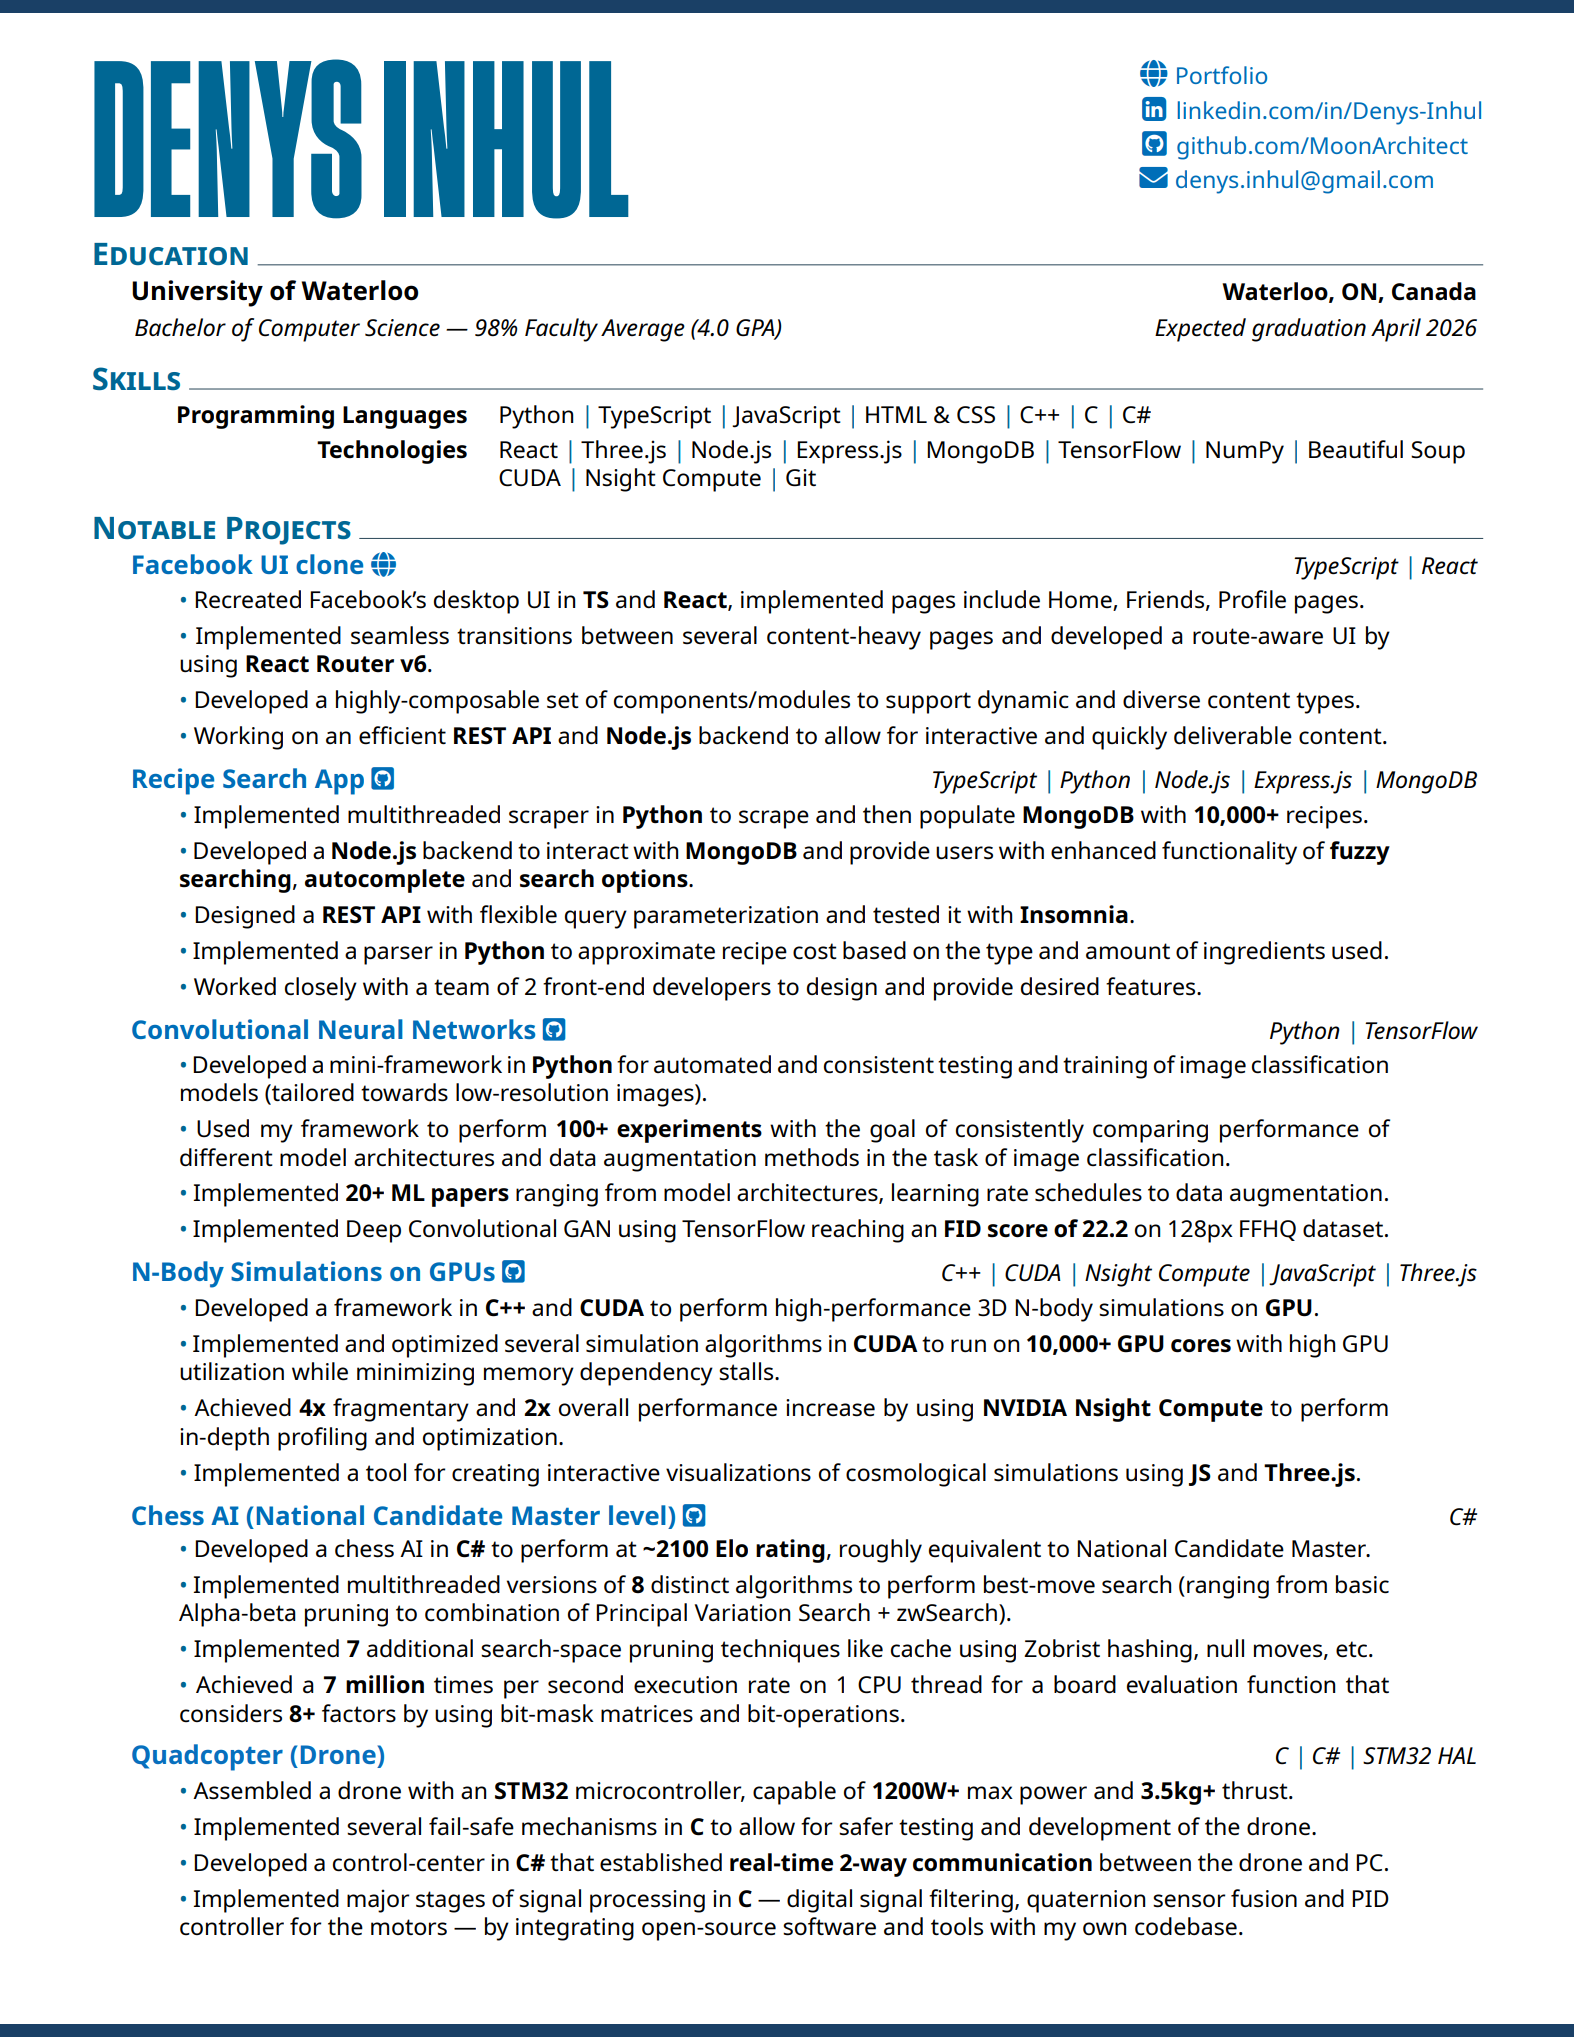 DENYS INHUL
Portfolio
linkedin.com/in/Denys-Inhul
github.com/MoonArchitect
denys.inhul@gmail.com
EDUCATION
University of Waterloo Waterloo, ON, Canada
Bachelor of Computer Science — 98% Faculty Average (4.0 GPA) Expected graduation April 2026
SKILLS
Programming Languages Python | TypeScript | JavaScript | HTML & CSS | C++ | C | C#
Technologies React | Three.js | Node.js | Express.js | MongoDB | TensorFlow | NumPy | Beautiful Soup
CUDA | Nsight Compute | Git
NOTABLE PROJECTS
Facebook UI clone TypeScript | React
• Recreated Facebook’s desktop UI in TS and React, implemented pages include Home, Friends, Profile pages.
• Implemented seamless transitions between several content-heavy pages and developed a route-aware UI by
using React Router v6.
• Developed a highly-composable set of components/modules to support dynamic and diverse content types.
• Working on an efficient REST API and Node.js backend to allow for interactive and quickly deliverable content.
Recipe Search App TypeScript | Python | Node.js | Express.js | MongoDB
• Implemented multithreaded scraper in Python to scrape and then populate MongoDB with 10,000+ recipes.
• Developed a Node.js backend to interact with MongoDB and provide users with enhanced functionality of fuzzy
searching, autocomplete and search options.
• Designed a REST API with flexible query parameterization and tested it with Insomnia.
• Implemented a parser in Python to approximate recipe cost based on the type and amount of ingredients used.
• Worked closely with a team of 2 front-end developers to design and provide desired features.
Convolutional Neural Networks Python | TensorFlow
• Developed a mini-framework in Python for automated and consistent testing and training of image classification
models (tailored towards low-resolution images).
• Used my framework to perform 100+ experiments with the goal of consistently comparing performance of
different model architectures and data augmentation methods in the task of image classification.
• Implemented 20+ ML papers ranging from model architectures, learning rate schedules to data augmentation.
• Implemented Deep Convolutional GAN using TensorFlow reaching an FID score of 22.2 on 128px FFHQ dataset.
N-Body Simulations on GPUs C++ | CUDA | Nsight Compute | JavaScript | Three.js
• Developed a framework in C++ and CUDA to perform high-performance 3D N-body simulations on GPU.
• Implemented and optimized several simulation algorithms in CUDA to run on 10,000+ GPU cores with high GPU
utilization while minimizing memory dependency stalls.
• Achieved 4x fragmentary and 2x overall performance increase by using NVIDIA Nsight Compute to perform
in-depth profiling and optimization.
• Implemented a tool for creating interactive visualizations of cosmological simulations using JS and Three.js.
Chess AI (National Candidate Master level) C#
• Developed a chess AI in C# to perform at ~2100 Elo rating, roughly equivalent to National Candidate Master.
• Implemented multithreaded versions of 8 distinct algorithms to perform best-move search (ranging from basic
Alpha-beta pruning to combination of Principal Variation Search + zwSearch).
• Implemented 7 additional search-space pruning techniques like cache using Zobrist hashing, null moves, etc.
• Achieved a 7 million times per second execution rate on 1 CPU thread for a board evaluation function that
considers 8+ factors by using bit-mask matrices and bit-operations.
Quadcopter (Drone) C | C# | STM32 HAL
• Assembled a drone with an STM32 microcontroller, capable of 1200W+ max power and 3.5kg+ thrust.
• Implemented several fail-safe mechanisms in C to allow for safer testing and development of the drone.
• Developed a control-center in C# that established real-time 2-way communication between the drone and PC.
• Implemented major stages of signal processing in C — digital signal filtering, quaternion sensor fusion and PID
controller for the motors — by integrating open-source software and tools with my own codebase.